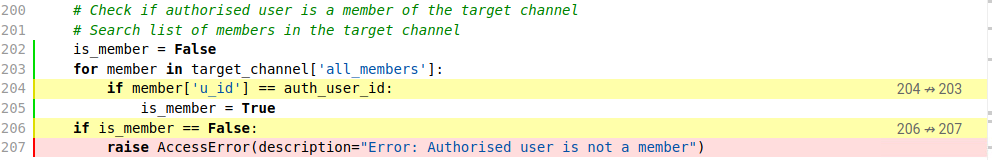 200 # Check if authorised user is a member of the target channel
201 # Search list of members in the target channel
202 is_member = False
203 for member in target_channel['all_members']:
204 if member['u_id'] == auth_user_id: 204 ↛ 203
205 is_member = True
206 if is_member == False: 206 ↛ 207
207 raise AccessError(description="Error: Authorised user is not a member")